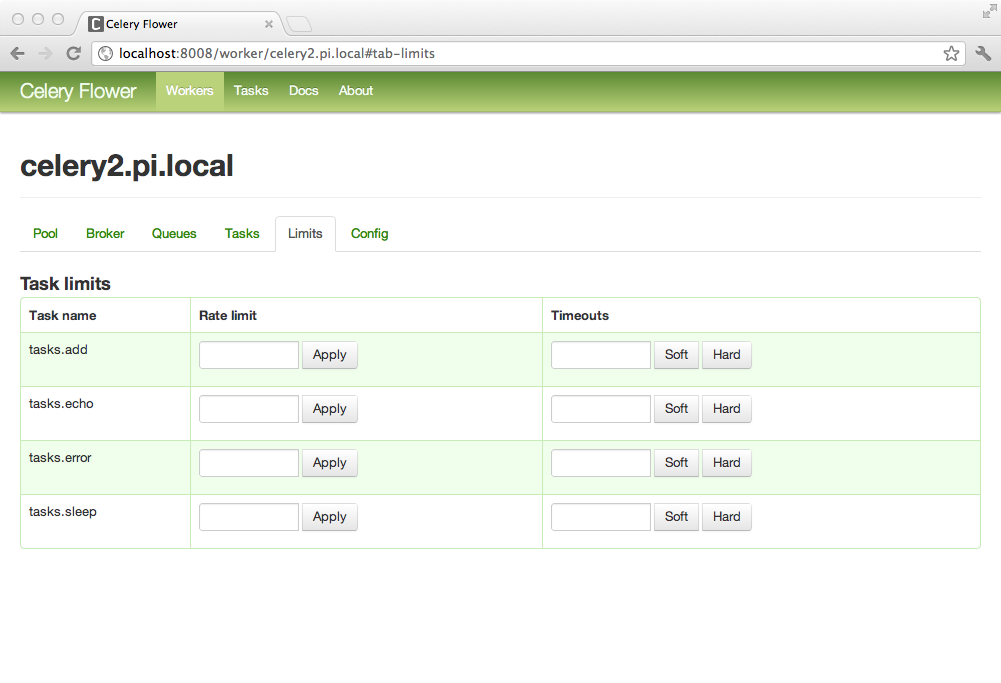 Celery Flower
localhost:8008/worker/celery2.pi.local#tab-limits
Celery Flower Workers Tasks Docs About
celery2.pi.local
Pool Broker Queues Tasks Limits Config
Task limits
Task name Rate limit Timeouts
tasks.add Apply Soft Hard
tasks.echo Apply Soft Hard
tasks.error Apply Soft Hard
tasks.sleep Apply Soft Hard